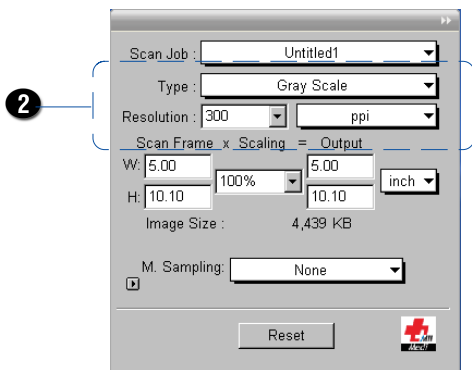 Scan Job : Untitled1
2
Type : Gray Scale
Resolution : 300 ppi
Scan Frame x Scaling = Output
W: 5.00 100% 5.00 inch
H: 10.10 10.10
Image Size : 4,439 KB
M. Sampling: None
Reset